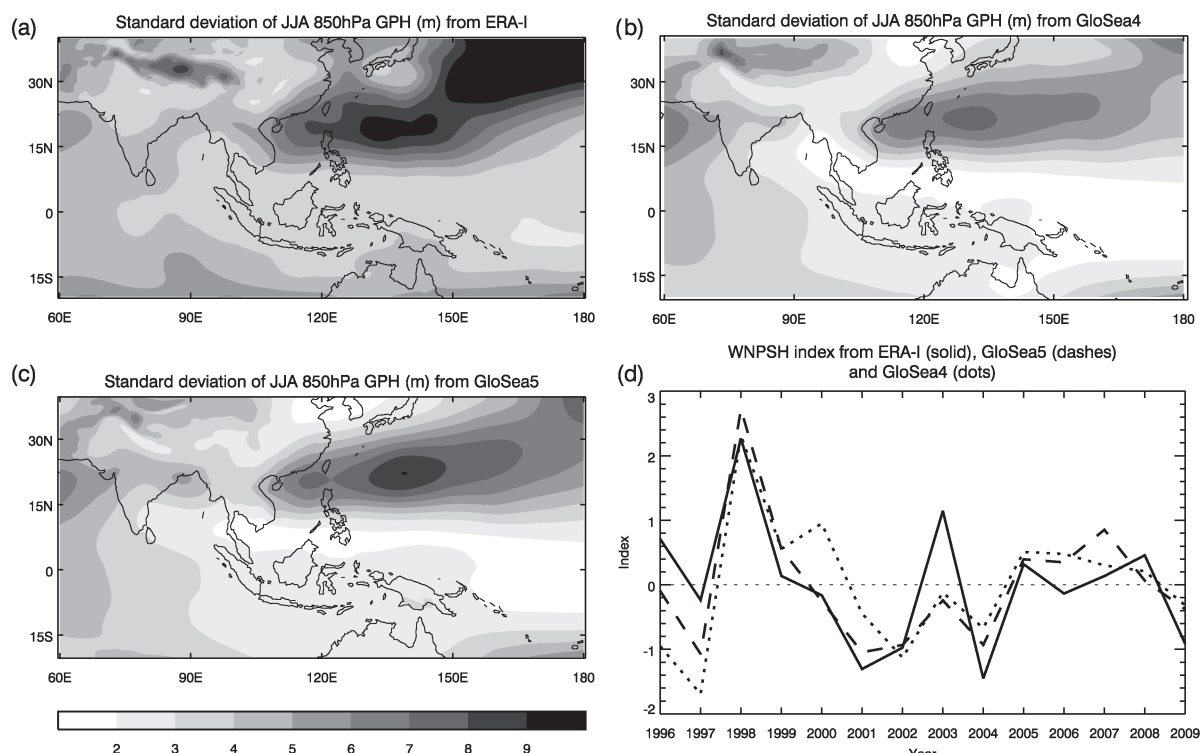 (a) Standard deviation of JJA 850hPa GPH (m) from ERA-I
30N
15N
0
15S
60E 90E 120E 150E 180
(b) Standard deviation of JJA 850hPa GPH (m) from GloSea4
30N
15N
0
15S
60E 90E 120E 150E 180
(c) Standard deviation of JJA 850hPa GPH (m) from GloSea5
30N
15N
0
15S
60E 90E 120E 150E 180
2 3 4 5 6 7 8 9
(d) WNPSH index from ERA-I (solid), GloSea5 (dashes)
and GloSea4 (dots)
3
2
1
0
-1
-2
Index
1996 1997 1998 1999 2000 2001 2002 2003 2004 2005 2006 2007 2008 2009
Year